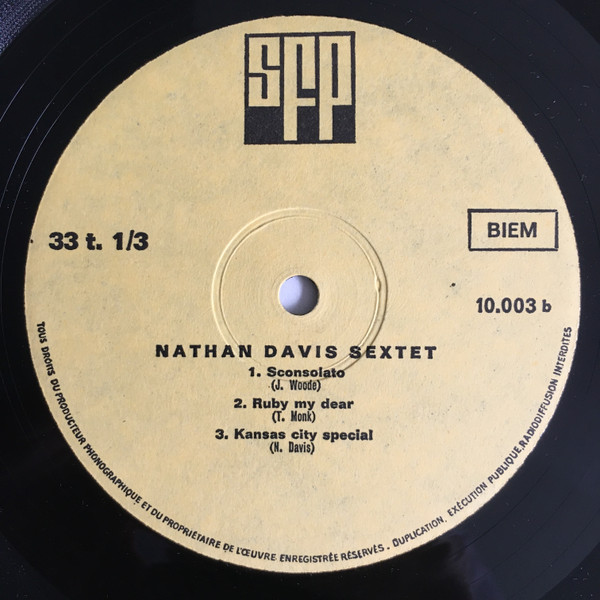 SFP
33 t. 1/3
BIEM
10.003 b
NATHAN DAVIS SEXTET
1. Sconsolato
(J. Woode)
2. Ruby my dear
(T. Monk)
3. Kansas city special
(N. Davis)
TOUS DROITS DU PRODUCTEUR PHONOGRAPHIQUE ET DU PROPRIÉTAIRE DE L'ŒUVRE ENREGISTRÉE RÉSERVÉS . DUPLICATION, EXÉCUTION PUBLIQUE, RADIODIFFUSION INTERDITES